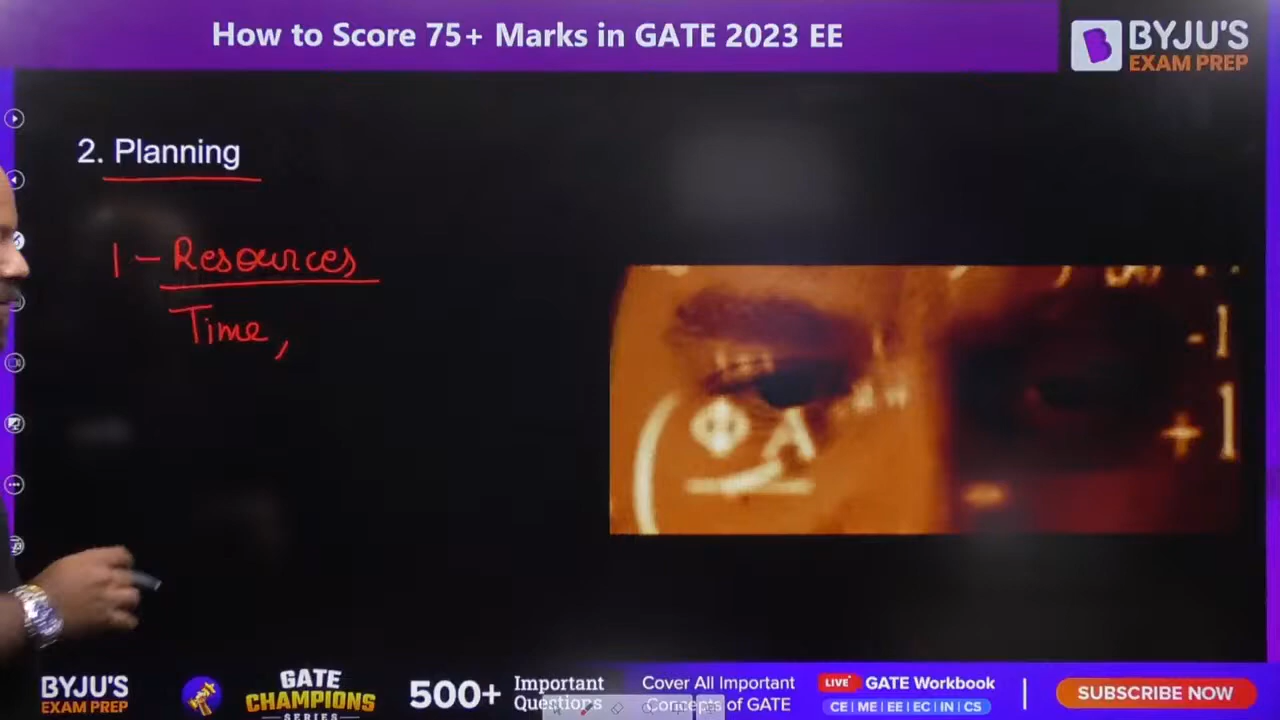 How to Score 75+ Marks in GATE 2023 EE
BYJU'S
EXAM PREP
2. Planning
1 - Resources
Time,
- 1
( Φ A
+ 1
-
BYJU'S
EXAM PREP
GATE
CHAMPIONS
SERIES
500+
Important
Questions
Cover All Important
Concepts of GATE
LIVE GATE Workbook
CE | ME | EE | EC | IN | CS
SUBSCRIBE NOW